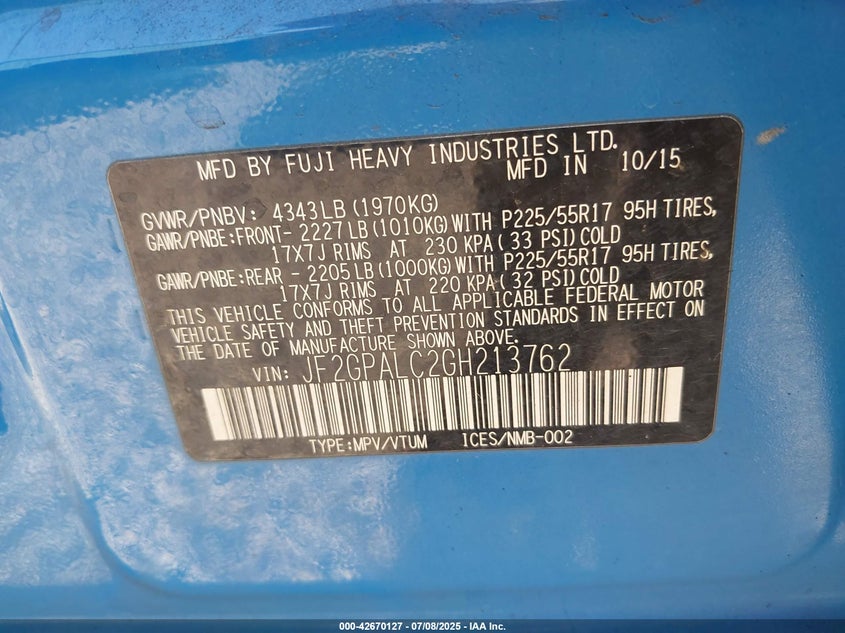 MFD BY FUJI HEAVY INDUSTRIES LTD.
MFD IN 10/15
GVWR/PNBV: 4343LB (1970KG)
GAWR/PNBE:FRONT- 2227LB (1010KG) WITH P225/55R17 95H TIRES,
17X7J RIMS AT 230 KPA (33 PSI) COLD
GAWR/PNBE:REAR - 2205LB (1000KG) WITH P225/55R17 95H TIRES,
17X7J RIMS AT 220 KPA (32 PSI) COLD
THIS VEHICLE CONFORMS TO ALL APPLICABLE FEDERAL MOTOR
VEHICLE SAFETY AND THEFT PREVENTION STANDARDS IN EFFECT ON
THE DATE OF MANUFACTURE SHOWN ABOVE.
VIN: JF2GPALC2GH213762
TYPE:MPV/VTUM ICES/NMB-002
000-42670127 - 07/08/2025 - IAA Inc.